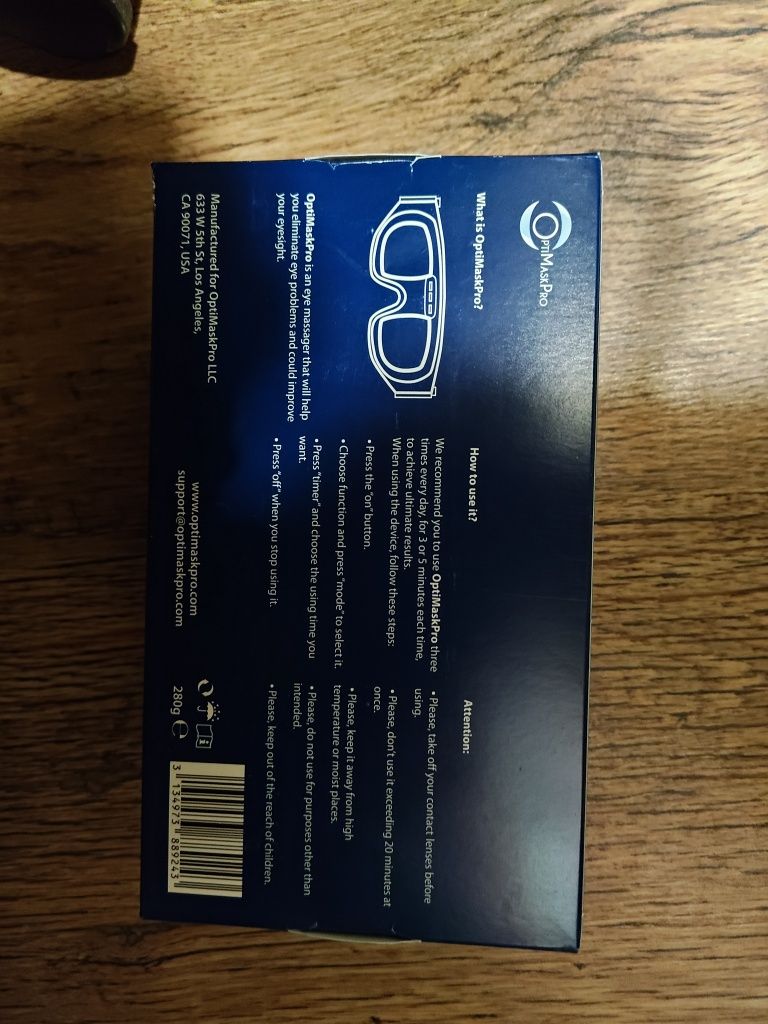 OPTIMASKPRO
What is OptiMaskPro?
OptiMaskPro is an eye massager that will help
you eliminate eye problems and could improve
your eyesight.
Manufactured for OptiMaskPro LLC
633 W 5th St, Los Angeles,
CA 90071, USA
How to use it?
We recommend you to use OptiMaskPro three
times every day, for 3 or 5 minutes each time,
to achieve ultimate results.
When using the device, follow these steps:
• Press the "on" button.
• Choose function and press "mode" to select it.
• Press "timer" and choose the using time you
want.
• Press "off" when you stop using it.
www.optimaskpro.com
support@optimaskpro.com
Attention:
• Please, take off your contact lenses before
using.
• Please, don't use it exceeding 20 minutes at
once.
• Please, keep it away from high
temperature or moist places.
• Please, do not use for purposes other than
intended.
• Please, keep out of the reach of children.
280g e
3 134973 889243